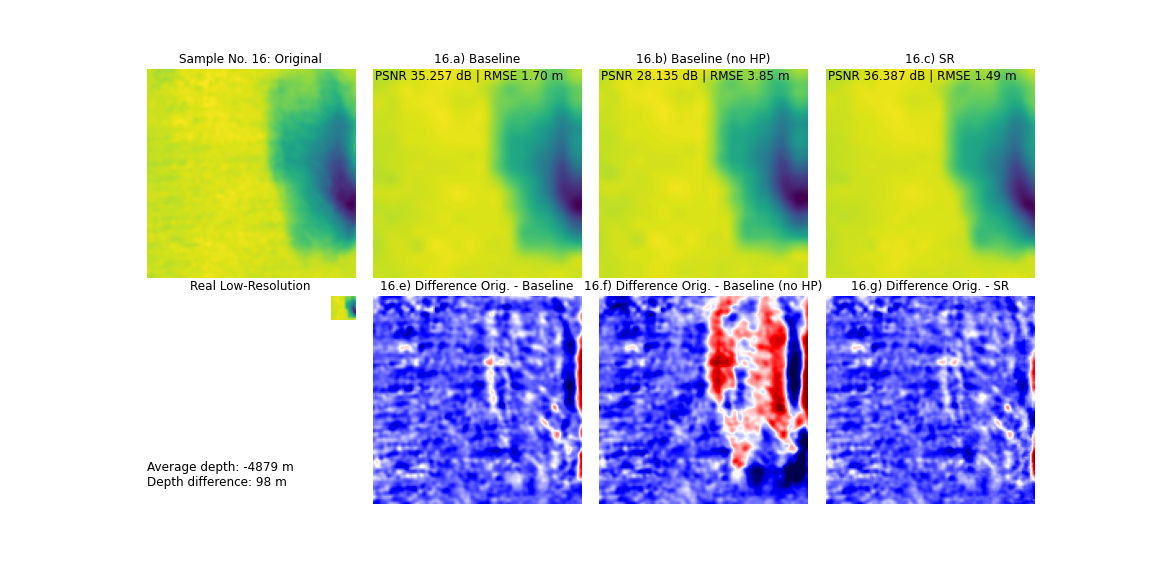 Sample No. 16: Original
16.a) Baseline
16.b) Baseline (no HP)
16.c) SR
PSNR 35.257 dB | RMSE 1.70 m
PSNR 28.135 dB | RMSE 3.85 m
PSNR 36.387 dB | RMSE 1.49 m
Real Low-Resolution
16.e) Difference Orig. - Baseline
16.f) Difference Orig. - Baseline (no HP)
16.g) Difference Orig. - SR
Average depth: -4879 m
Depth difference: 98 m